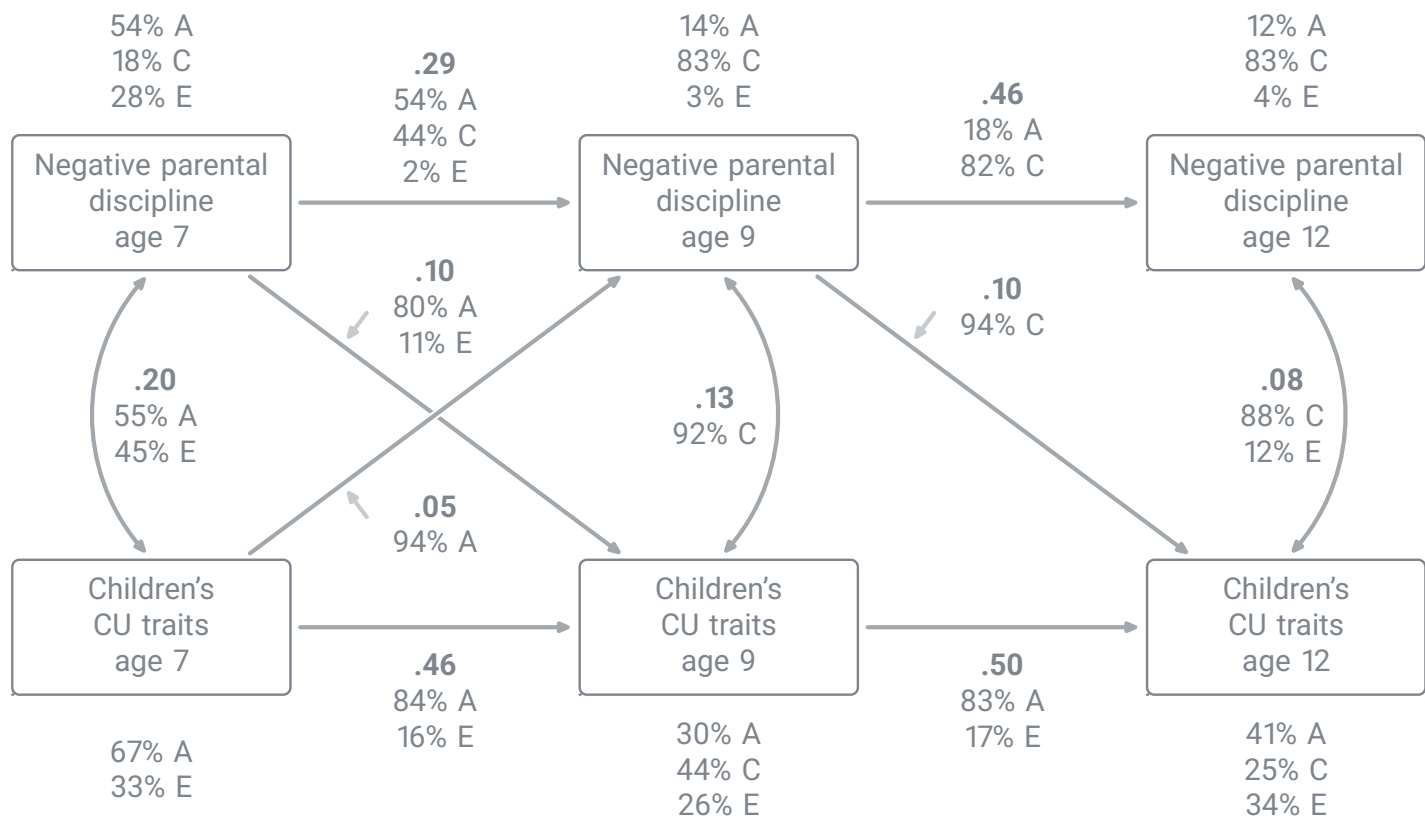 54% A
18% C
28% E
.29
54% A
44% C
2% E
14% A
83% C
3% E
.46
18% A
82% C
12% A
83% C
4% E
Negative parental
discipline
age 7
Negative parental
discipline
age 9
Negative parental
discipline
age 12
.10
80% A
11% E
.10
94% C
.20
55% A
45% E
.13
92% C
.08
88% C
12% E
.05
94% A
Children’s
CU traits
age 7
Children’s
CU traits
age 9
Children’s
CU traits
age 12
.46
84% A
16% E
.50
83% A
17% E
67% A
33% E
30% A
44% C
26% E
41% A
25% C
34% E